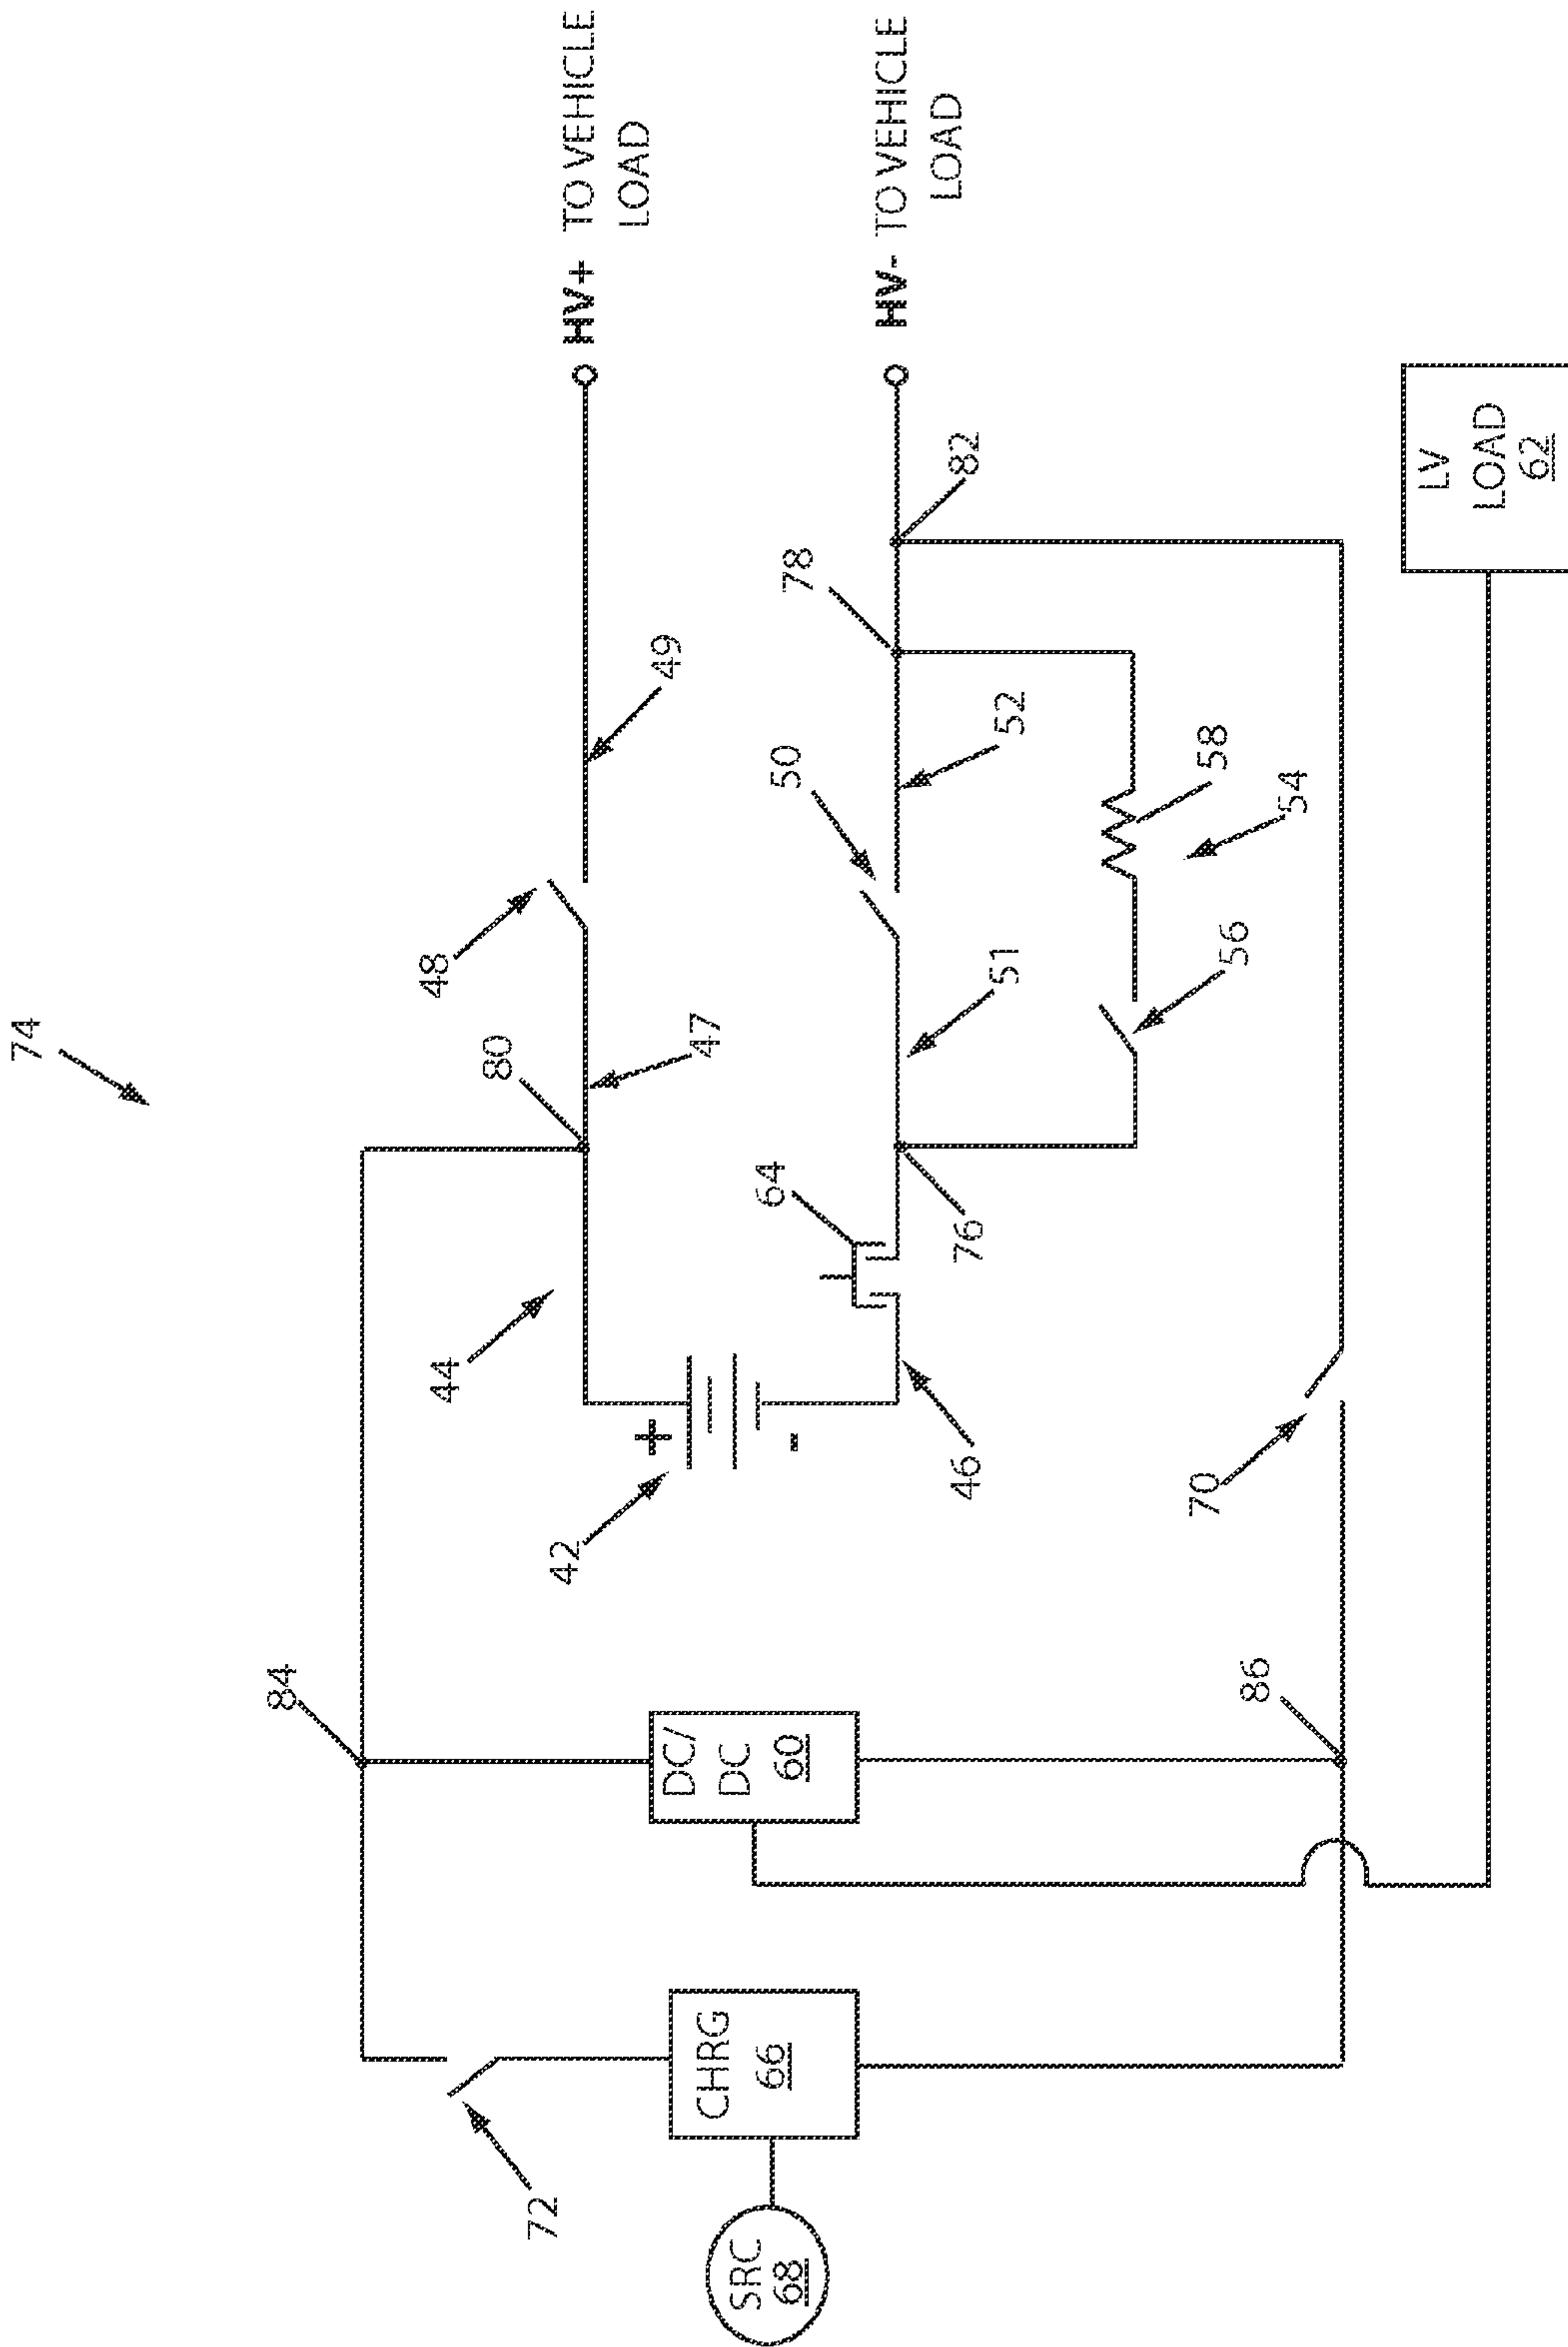 74
84
48
44
80
72
42
HV+ TO VEHICLE
LOAD
49
47
SRC
68
CHRG
66
DC/
DC
60
64
50
78
HV- TO VEHICLE
LOAD
46
76
82
51
52
70
58
56
86
54
LV
LOAD
62